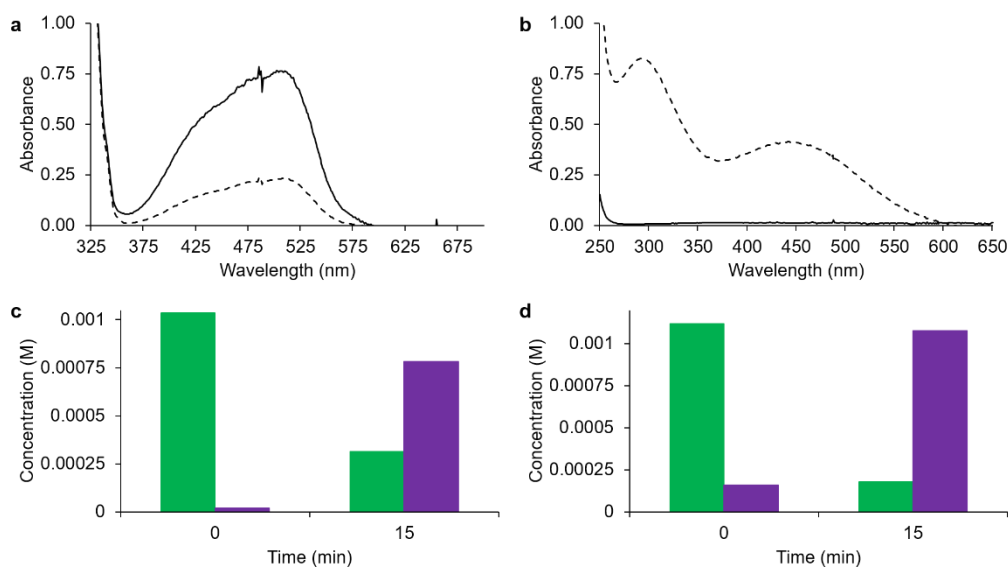 a
1.00
0.75
0.50
0.25
0.00
Absorbance
325 375 425 475 525 575 625 675
Wavelength (nm)
b
1.00
0.75
0.50
0.25
0.00
Absorbance
250 300 350 400 450 500 550 600 650
Wavelength (nm)
c
0.001
0.00075
0.0005
0.00025
0
Concentration (M)
0 15
Time (min)
d
0.001
0.00075
0.0005
0.00025
0
Concentration (M)
0 15
Time (min)